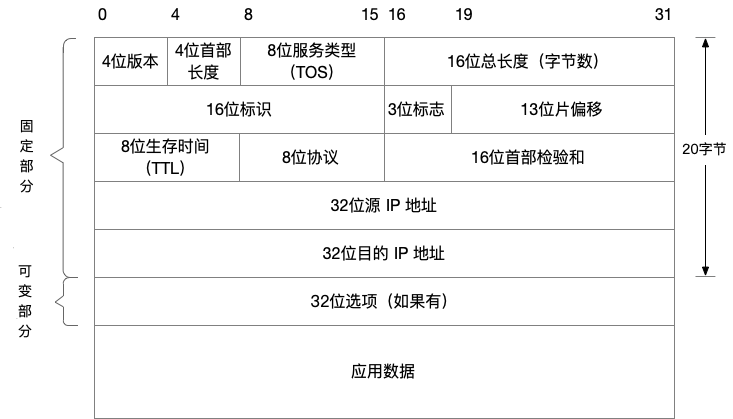 0 4 8 15 16 19 31
4位版本
4位首部
长度
8位服务类型
（TOS）
16位总长度（字节数）
16位标识
3位标志
13位片偏移
8位生存时间
（TTL）
8位协议
16位首部检验和
32位源 IP 地址
32位目的 IP 地址
32位选项（如果有）
应用数据
固定部分
可变部分
20字节